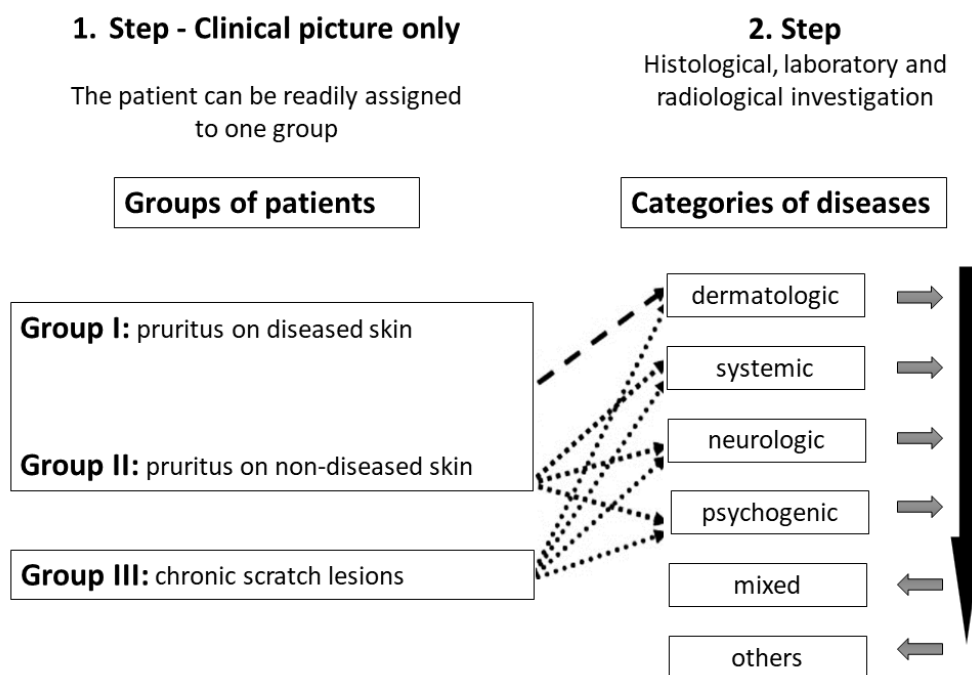 1. Step - Clinical picture only
The patient can be readily assigned
to one group
Groups of patients
Group I: pruritus on diseased skin
Group II: pruritus on non-diseased skin
Group III: chronic scratch lesions
2. Step
Histological, laboratory and
radiological investigation
Categories of diseases
dermatologic
systemic
neurologic
psychogenic
mixed
others